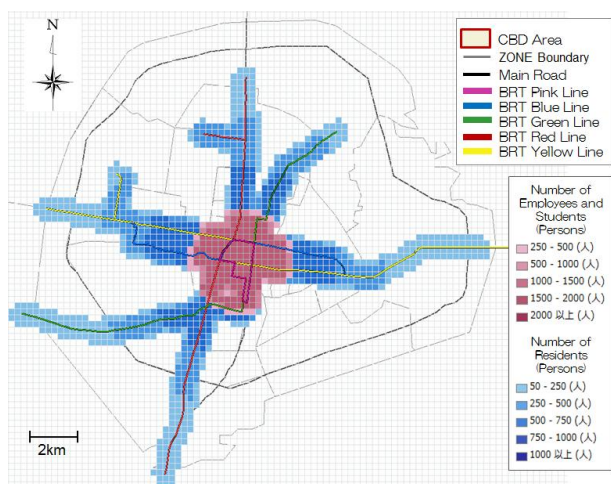 N
CBD Area
ZONE Boundary
Main Road
BRT Pink Line
BRT Blue Line
BRT Green Line
BRT Red Line
BRT Yellow Line
Number of
Employees and
Students
(Persons)
250 - 500 (人)
500 - 1000 (人)
1000 - 1500 (人)
1500 - 2000 (人)
2000 以上 (人)
Number of
Residents
(Persons)
50 - 250 (人)
250 - 500 (人)
500 - 750 (人)
750 - 1000 (人)
1000 以上 (人)
2km